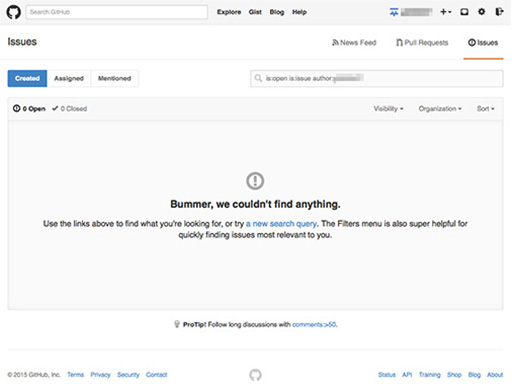 Search GitHub Explore Gist Blog Help
Issues News Feed Pull Requests Issues
Created Assigned Mentioned is:open is:issue author:
0 Open 0 Closed Visibility Organization Sort
Bummer, we couldn't find anything.
Use the links above to find what you're looking for, or try a new search query. The Filters menu is also super helpful for
quickly finding issues most relevant to you.
ProTip! Follow long discussions with comments:>50.
© 2015 GitHub, Inc. Terms Privacy Security Contact Status API Training Shop Blog About